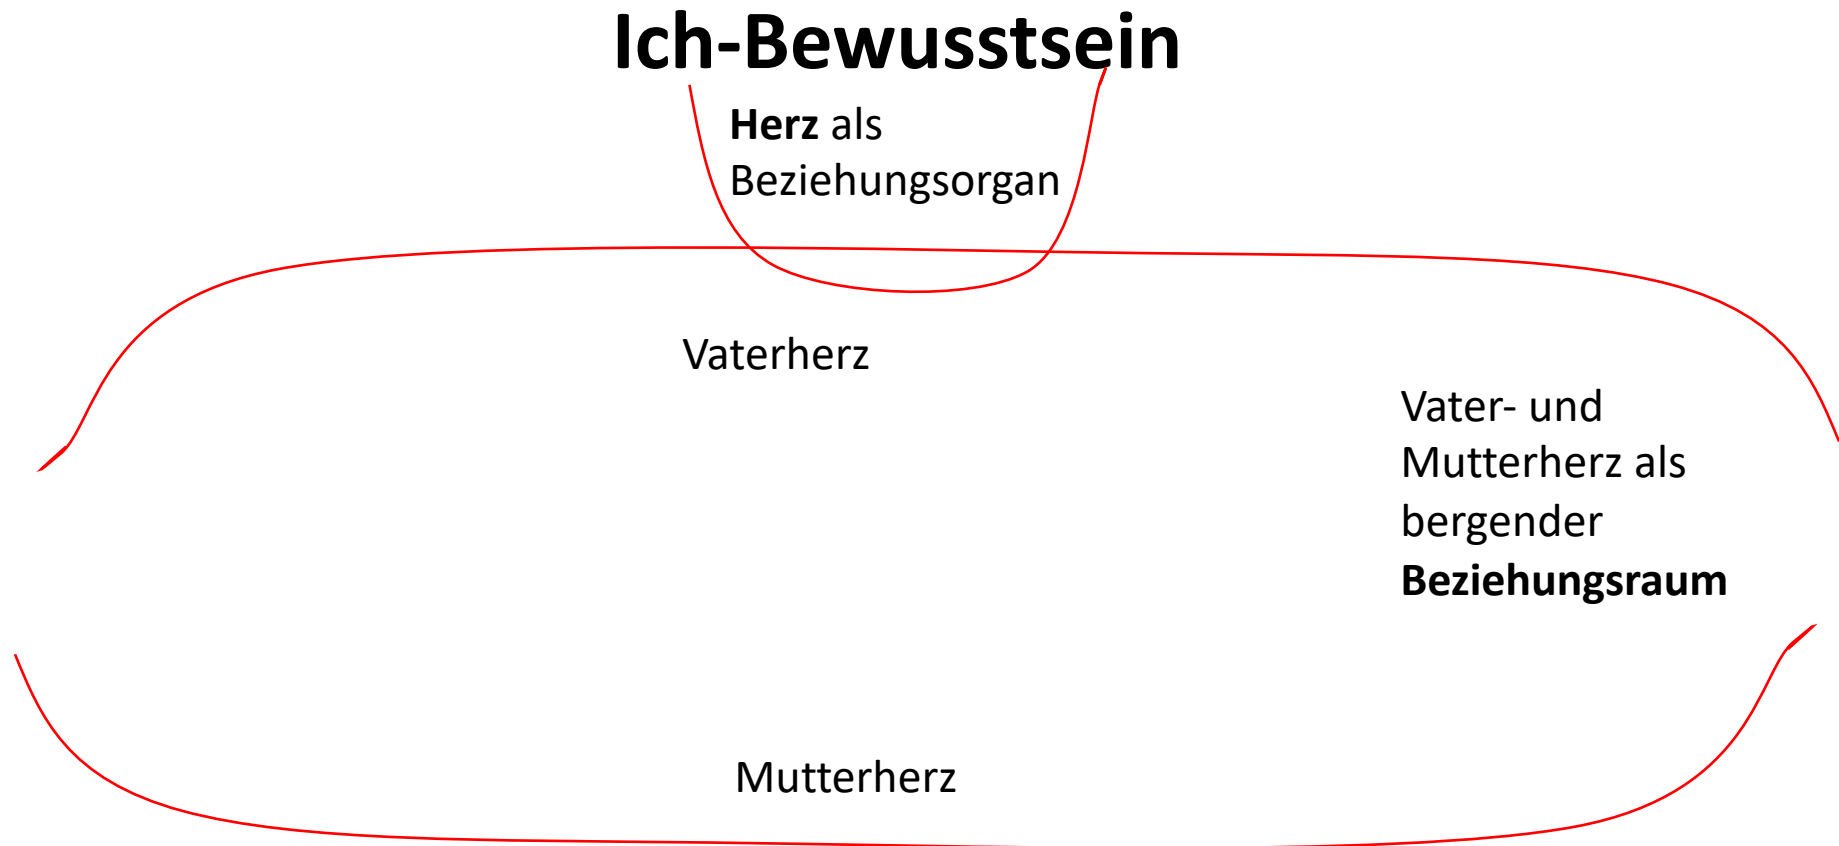 Ich-Bewusstsein
Herz als
Beziehungsorgan
Vaterherz
Vater- und
Mutterherz als
bergender
Beziehungsraum
Mutterherz